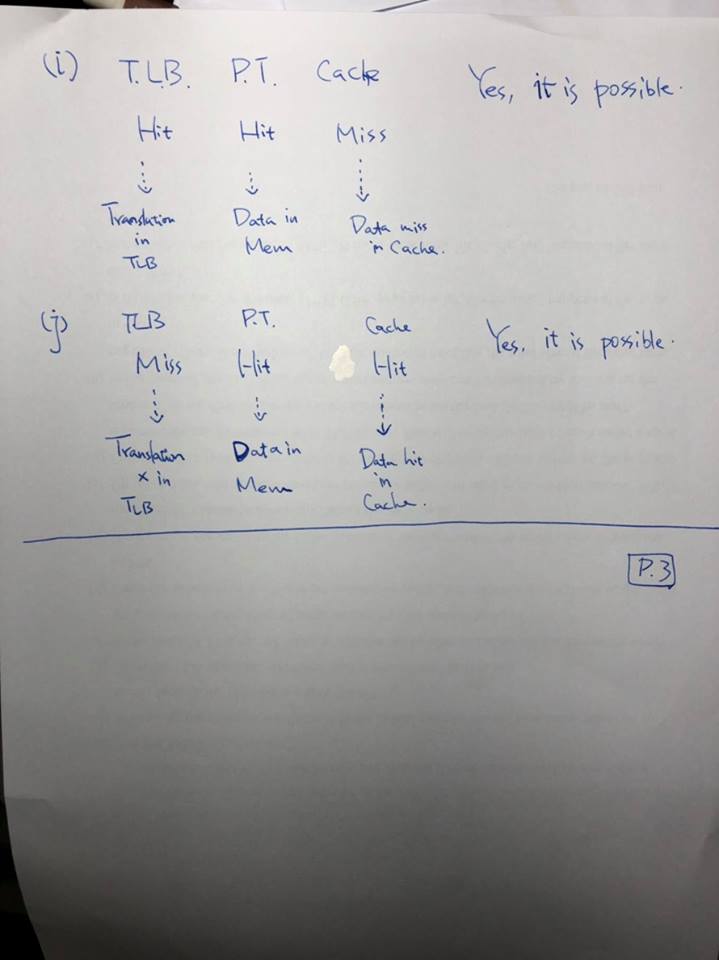 (i) T.L.B. P.T. Cache Yes, it is possible.
Hit Hit Miss
Translation Data in Data miss
in Mem in Cache.
TLB
(j) TLB P.T. Cache Yes, it is possible.
Miss Hit Hit
Translation Data in Data hit
x in Mem in
TLB Cache.
P.3